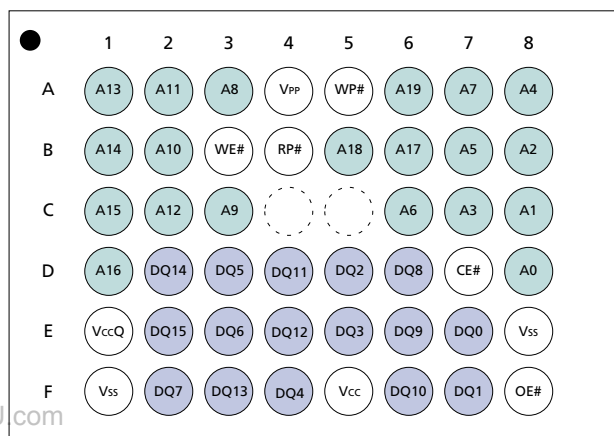 1 2 3 4 5 6 7 8
A A13 A11 A8 VPP WP# A19 A7 A4
B A14 A10 WE# RP# A18 A17 A5 A2
C A15 A12 A9 A6 A3 A1
D A16 DQ14 DQ5 DQ11 DQ2 DQ8 CE# A0
E VccQ DQ15 DQ6 DQ12 DQ3 DQ9 DQ0 Vss
F Vss DQ7 DQ13 DQ4 Vcc DQ10 DQ1 OE#
.com